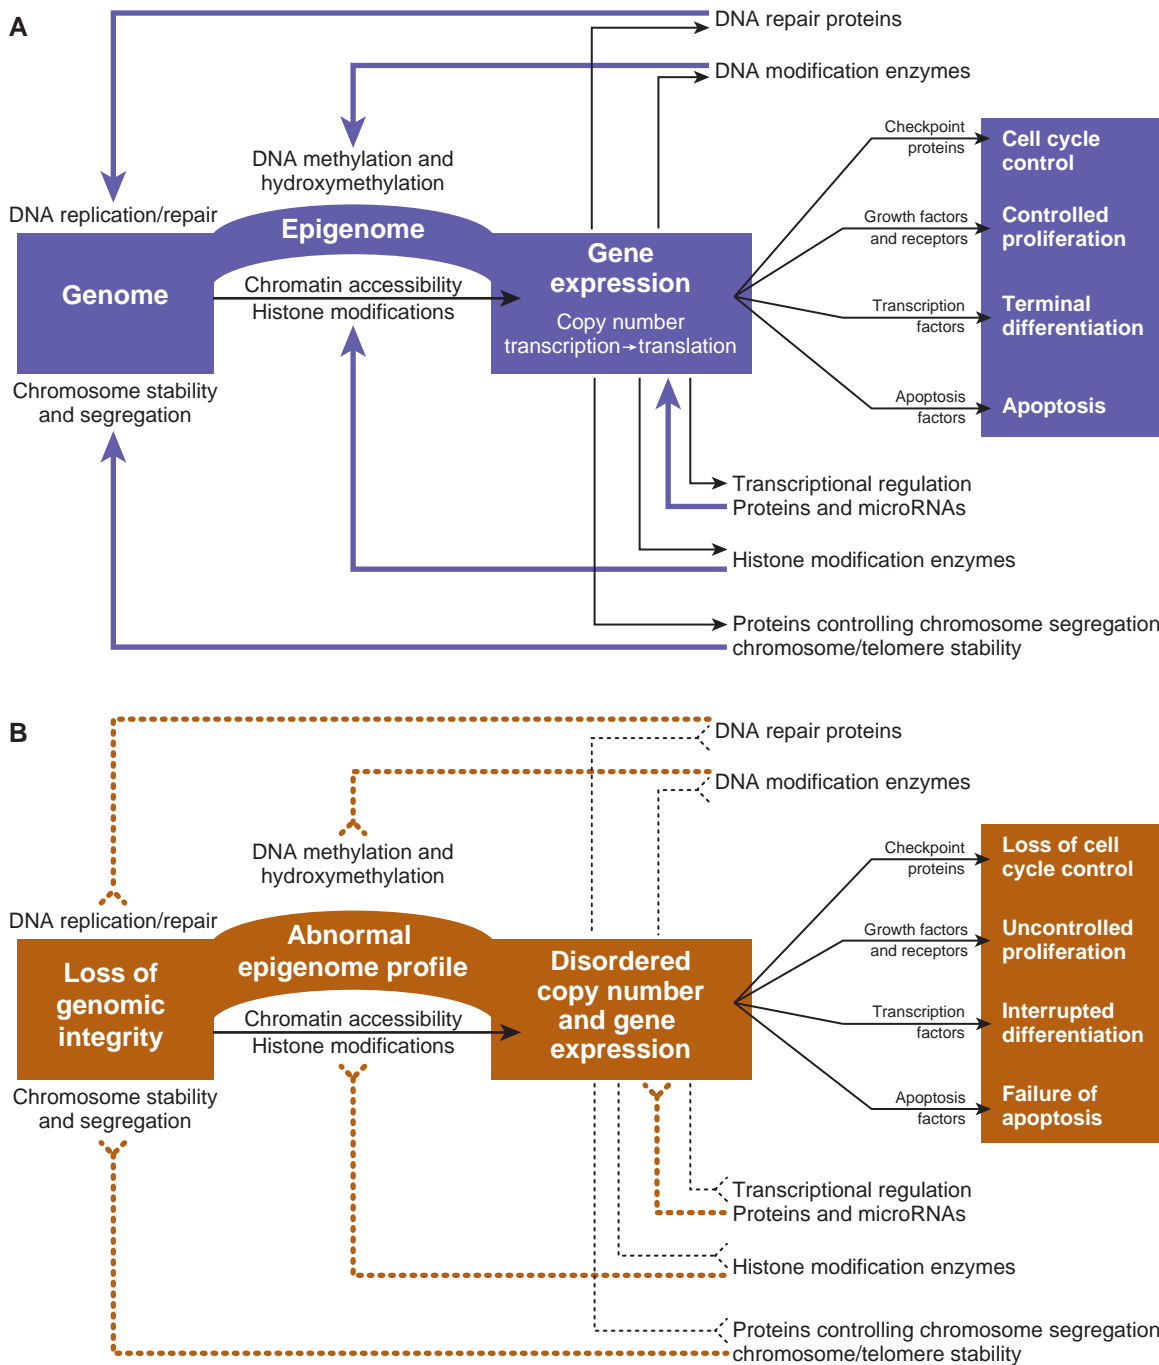 A
DNA repair proteins
DNA modification enzymes
DNA methylation and
hydroxymethylation
DNA replication/repair
Epigenome
Genome
Chromatin accessibility
Histone modifications
Gene
expression
Copy number
transcription→translation
Chromosome stability
and segregation
Checkpoint
proteins
Cell cycle
control
Growth factors
and receptors
Controlled
proliferation
Transcription
factors
Terminal
differentiation
Apoptosis
factors
Apoptosis
Transcriptional regulation
Proteins and microRNAs
Histone modification enzymes
Proteins controlling chromosome segregation
chromosome/telomere stability
B
DNA repair proteins
DNA modification enzymes
DNA methylation and
hydroxymethylation
DNA replication/repair
Abnormal
epigenome profile
Loss of
genomic
integrity
Chromatin accessibility
Histone modifications
Disordered
copy number
and gene
expression
Chromosome stability
and segregation
Checkpoint
proteins
Loss of cell
cycle control
Growth factors
and receptors
Uncontrolled
proliferation
Transcription
factors
Interrupted
differentiation
Apoptosis
factors
Failure of
apoptosis
Transcriptional regulation
Proteins and microRNAs
Histone modification enzymes
Proteins controlling chromosome segregation
chromosome/telomere stability